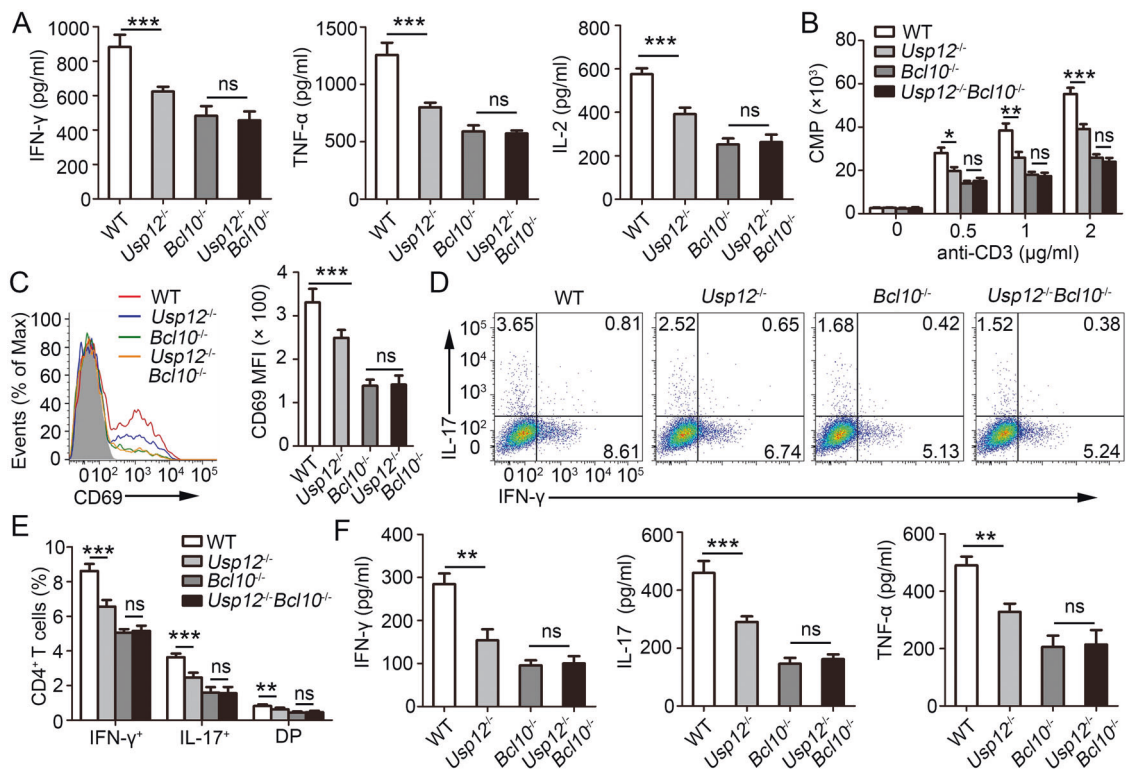 A
IFN-γ (pg/ml)
1000
800
600
400
200
0
***
ns
WT
Usp12-/-
Bcl10-/-
Usp12-/-
Bcl10-/-
TNF-α (pg/ml)
1500
1000
500
0
***
ns
WT
Usp12-/-
Bcl10-/-
Usp12-/-
Bcl10-/-
IL-2 (pg/ml)
800
600
400
200
0
***
ns
WT
Usp12-/-
Bcl10-/-
Usp12-/-
Bcl10-/-
B
WT
Usp12-/-
Bcl10-/-
Usp12-/-Bcl10-/-
CMP (×10³)
80
60
40
20
0
*
ns
**
ns
***
ns
0 0.5 1 2
anti-CD3 (μg/ml)
C
WT
Usp12-/-
Bcl10-/-
Usp12-/-
Bcl10-/-
Events (% of Max)
100
80
60
40
20
0
010² 10³ 10⁴ 10⁵
CD69
CD69 MFI (× 100)
4
3
2
1
0
***
ns
WT
Usp12-/-
Bcl10-/-
Usp12-/-
Bcl10-/-
D
WT Usp12-/- Bcl10-/- Usp12-/-Bcl10-/-
3.65 0.81 2.52 0.65 1.68 0.42 1.52 0.38
8.61 6.74 5.13 5.24
IL-17
10⁵
10⁴
10³
10²
0
010² 10³ 10⁴ 10⁵
IFN-γ
E
WT
Usp12-/-
Bcl10-/-
Usp12-/-Bcl10-/-
CD4⁺ T cells (%)
10
8
6
4
2
0
***
ns
***
ns
**
ns
IFN-γ⁺ IL-17⁺ DP
F
IFN-γ (pg/ml)
400
300
200
100
0
**
ns
WT
Usp12-/-
Bcl10-/-
Usp12-/-
Bcl10-/-
IL-17
(pg/ml)
600
400
200
0
***
ns
WT
Usp12-/-
Bcl10-/-
Usp12-/-
Bcl10-/-
TNF-α (pg/ml)
600
400
200
0
**
ns
WT
Usp12-/-
Bcl10-/-
Usp12-/-
Bcl10-/-